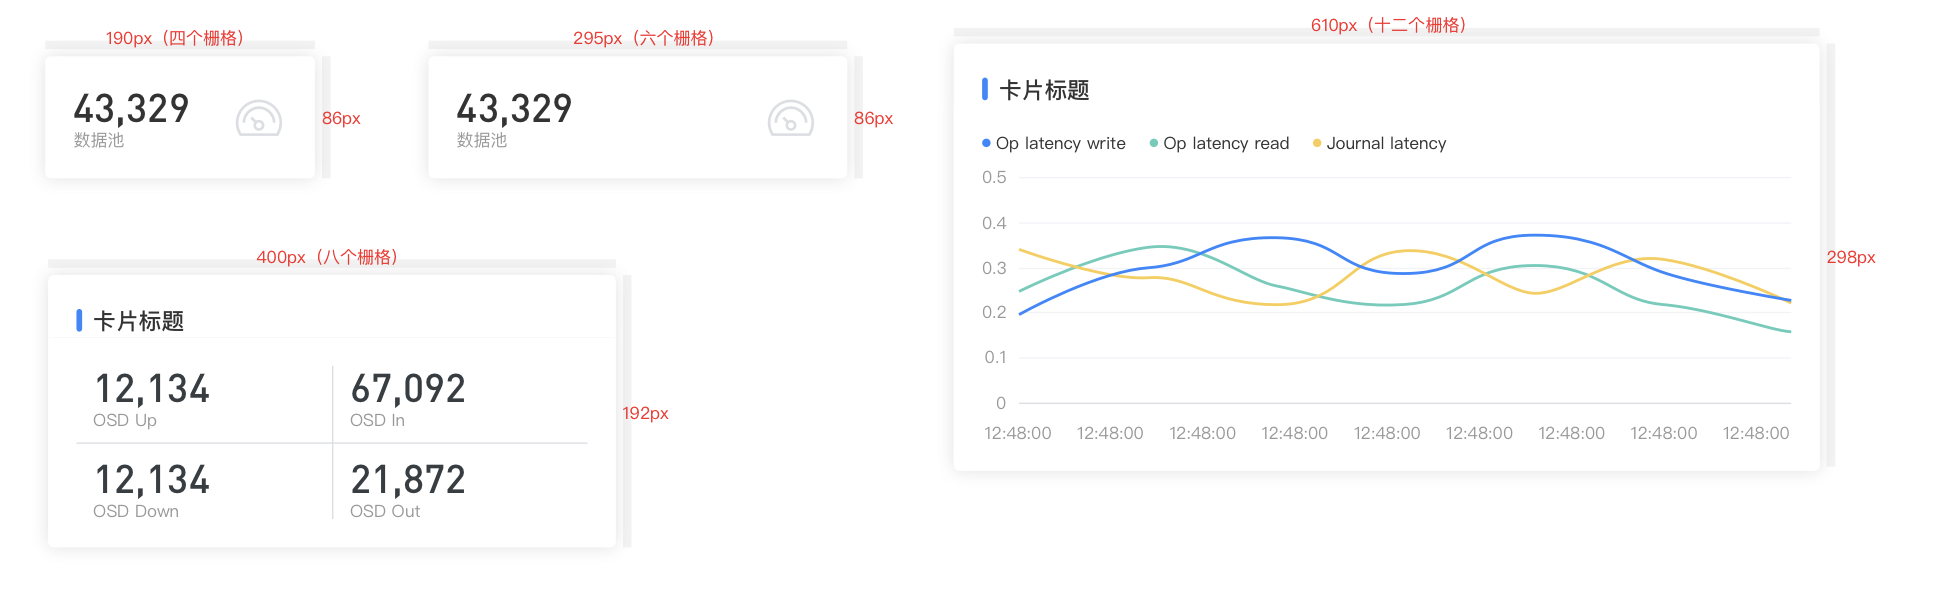 190px（四个栅格）
43,329
数据池
86px
295px（六个栅格）
43,329
数据池
86px
400px（八个栅格）
卡片标题
12,134
OSD Up
67,092
OSD In
12,134
OSD Down
21,872
OSD Out
192px
610px（十二个栅格）
卡片标题
Op latency write Op latency read Journal latency
0.5
0.4
0.3
0.2
0.1
0
12:48:00 12:48:00 12:48:00 12:48:00 12:48:00 12:48:00 12:48:00 12:48:00 12:48:00
298px